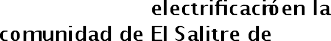 electrificación en la
comunidad de El Salitre de